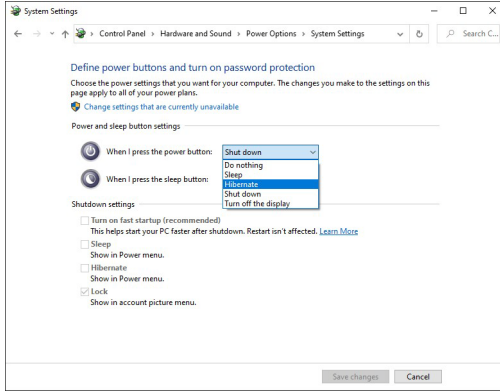 System Settings
Control Panel > Hardware and Sound > Power Options > System Settings
Search C...
Define power buttons and turn on password protection
Choose the power settings that you want for your computer. The changes you make to the settings on this
page apply to all of your power plans.
Change settings that are currently unavailable
Power and sleep button settings
When I press the power button: Shut down
Do nothing
Sleep
When I press the sleep button: Hibernate
Shut down
Turn off the display
Shutdown settings
Turn on fast startup (recommended)
This helps start your PC faster after shutdown. Restart isn't affected. Learn More
Sleep
Show in Power menu.
Hibernate
Show in Power menu.
Lock
Show in account picture menu.
Save changes Cancel